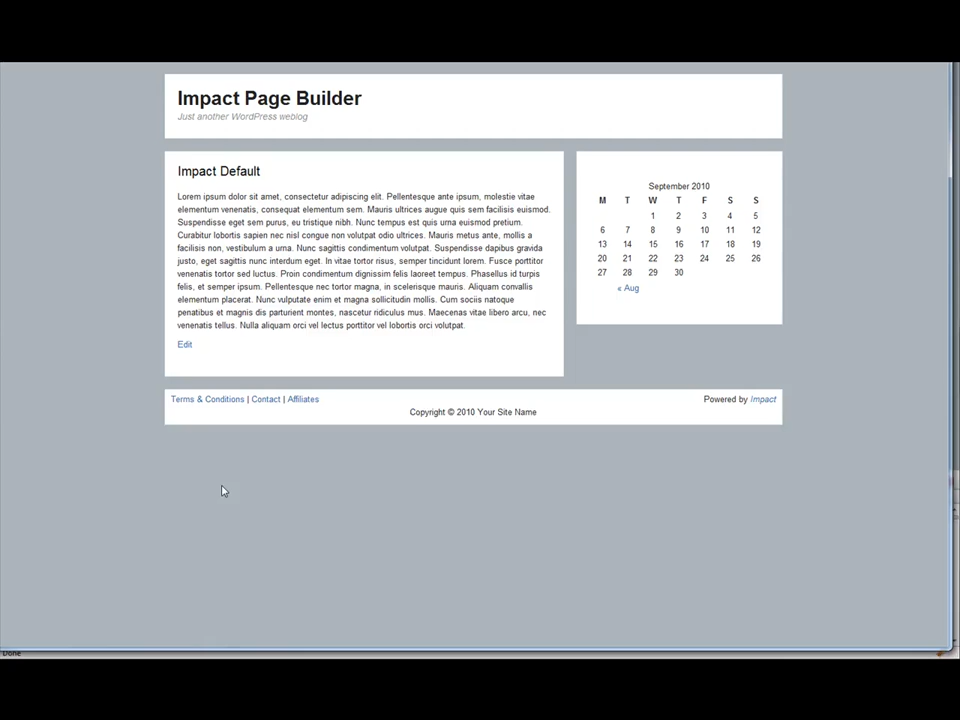 Impact Page Builder
Just another WordPress weblog
Impact Default
Lorem ipsum dolor sit amet, consectetur adipiscing elit. Pellentesque ante ipsum, molestie vitae
elementum venenatis, consequat elementum sem. Mauris ultrices augue quis sem facilisis euismod.
Suspendisse eget sem purus, eu tristique nibh. Nunc tempus est quis urna euismod pretium.
Curabitur lobortis sapien nec nisl congue non volutpat odio ultrices. Mauris metus ante, mollis a
facilisis non, vestibulum a urna. Nunc sagittis condimentum volutpat. Suspendisse dapibus gravida
justo, eget sagittis nunc interdum eget. In vitae tortor risus, semper tincidunt lorem. Fusce porttitor
venenatis tortor sed luctus. Proin condimentum dignissim felis laoreet tempus. Phasellus id turpis
felis, et semper ipsum. Pellentesque nec tortor magna, in scelerisque mauris. Aliquam convallis
elementum placerat. Nunc vulputate enim et magna sollicitudin mollis. Cum sociis natoque
penatibus et magnis dis parturient montes, nascetur ridiculus mus. Maecenas vitae libero arcu, nec
venenatis tellus. Nulla aliquam orci vel lectus porttitor vel lobortis orci volutpat.
Edit
September 2010
M T W T F S S
1 2 3 4 5
6 7 8 9 10 11 12
13 14 15 16 17 18 19
20 21 22 23 24 25 26
27 28 29 30
« Aug
Terms & Conditions | Contact | Affiliates
Powered by Impact
Copyright © 2010 Your Site Name
Done